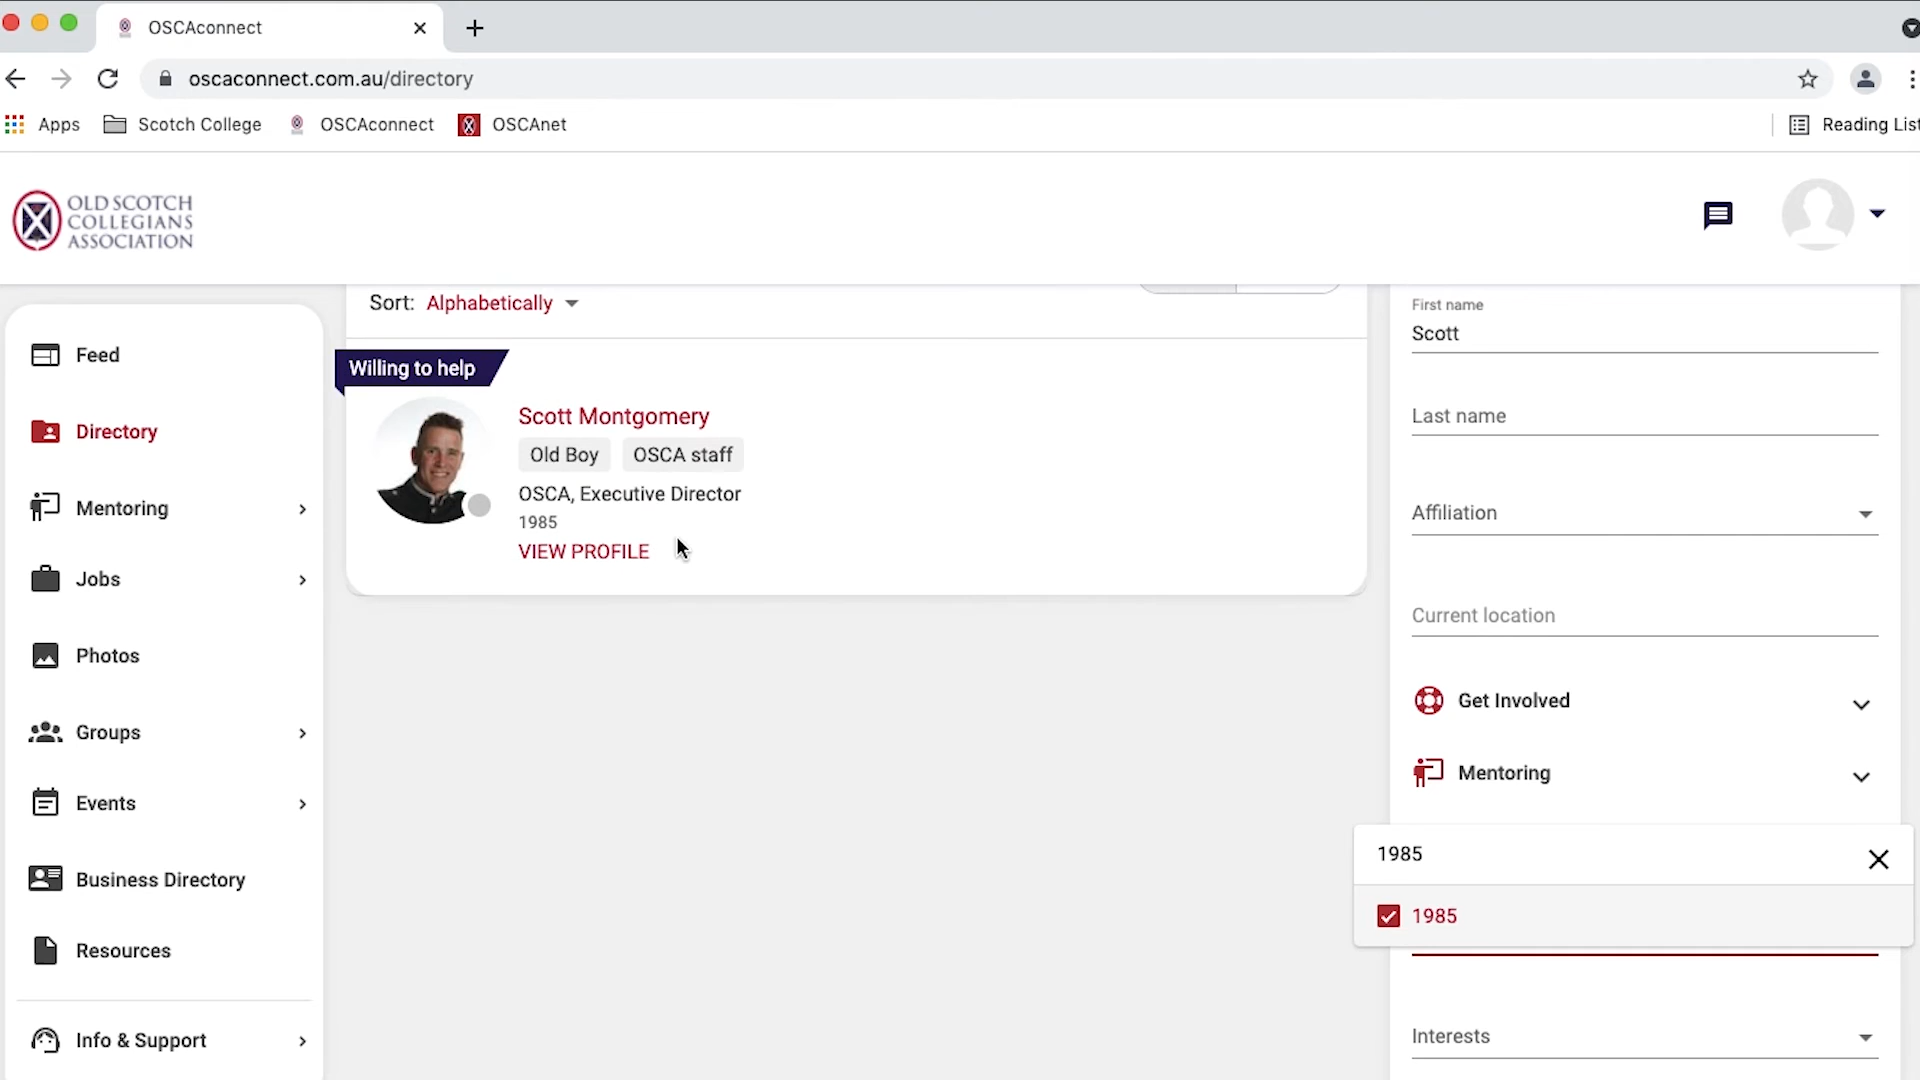 OSCAconnect
oscaconnect.com.au/directory
Apps
Scotch College
OSCAconnect
OSCAnet
Reading List
OLD SCOTCH
COLLEGIANS
ASSOCIATION
Feed
Directory
Mentoring
Jobs
Photos
Groups
Events
Business Directory
Resources
Info & Support
Sort: Alphabetically
Willing to help
Scott Montgomery
Old Boy
OSCA staff
OSCA, Executive Director
1985
VIEW PROFILE
First name
Scott
Last name
Affiliation
Current location
Get Involved
Mentoring
1985
1985
Interests